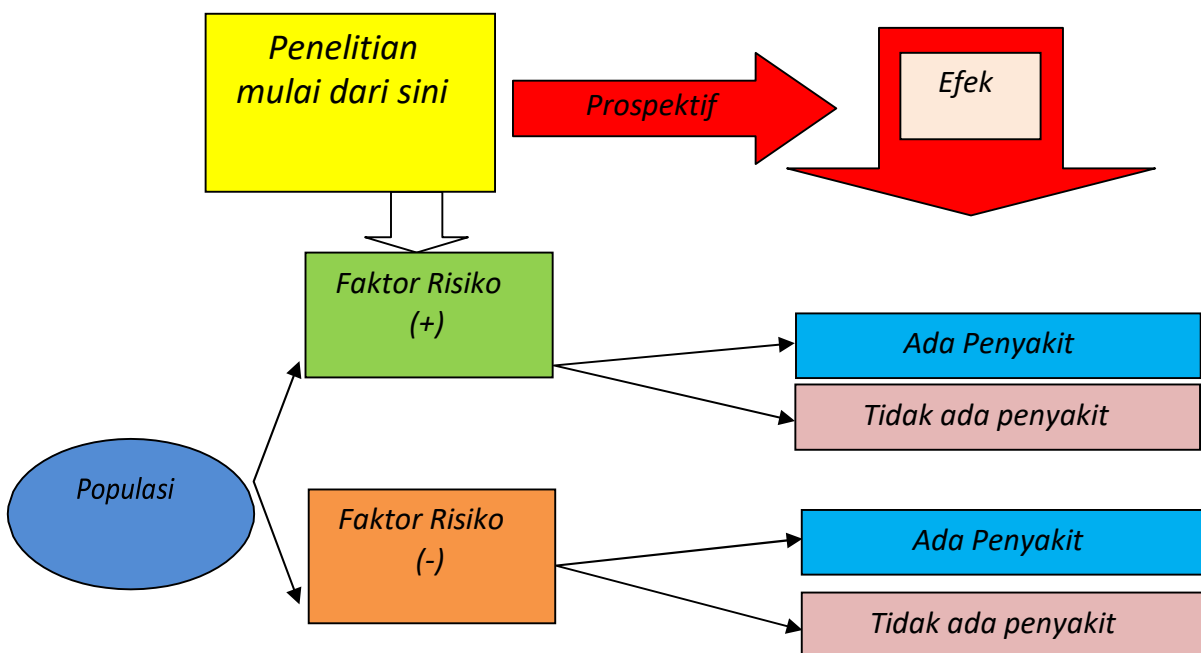 Penelitian
mulai dari sini
Prospektif
Efek
Faktor Risiko
(+)
Ada Penyakit
Tidak ada penyakit
Populasi
Faktor Risiko
(-)
Ada Penyakit
Tidak ada penyakit